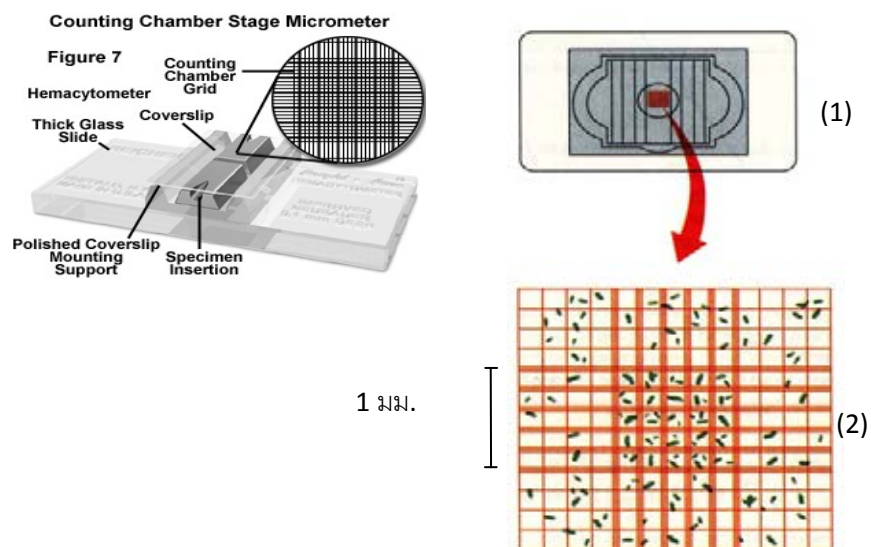 Counting Chamber Stage Micrometer
Figure 7
Counting
Chamber
Grid
Hemacytometer
Coverslip
Thick Glass
Slide
Polished Coverslip
Mounting
Support
Specimen
Insertion
(1)
1 มม.
(2)